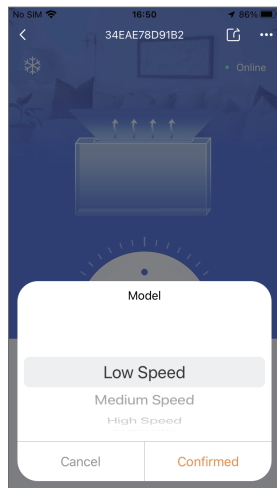 No SIM 16:50 86%
34EAE78D91B2
Online
Model
Low Speed
Medium Speed
High Speed
Cancel Confirmed